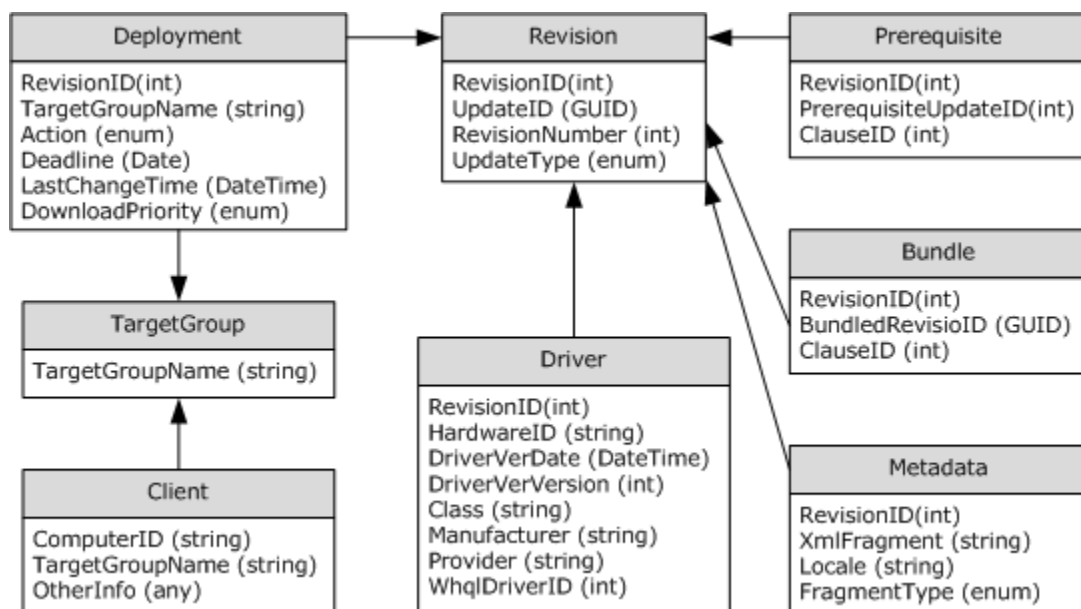 Deployment
RevisionID(int)
TargetGroupName (string)
Action (enum)
Deadline (Date)
LastChangeTime (DateTime)
DownloadPriority (enum)
Revision
RevisionID(int)
UpdateID (GUID)
RevisionNumber (int)
UpdateType (enum)
Prerequisite
RevisionID(int)
PrerequisiteUpdateID(int)
ClauseID (int)
Bundle
RevisionID(int)
BundledRevisioID (GUID)
ClauseID (int)
TargetGroup
TargetGroupName (string)
Driver
RevisionID(int)
HardwareID (string)
DriverVerDate (DateTime)
DriverVerVersion (int)
Class (string)
Manufacturer (string)
Provider (string)
WhqlDriverID (int)
Client
ComputerID (string)
TargetGroupName (string)
OtherInfo (any)
Metadata
RevisionID(int)
XmlFragment (string)
Locale (string)
FragmentType (enum)